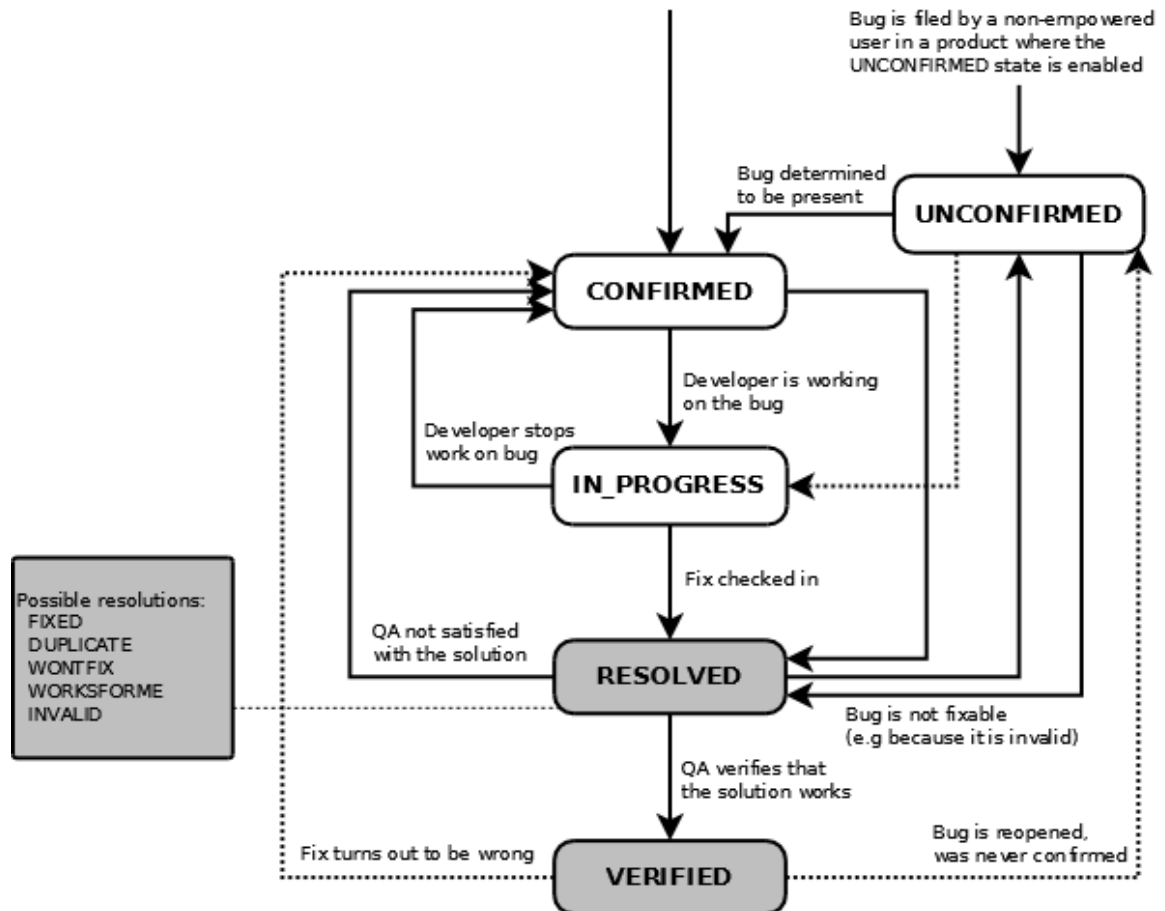 Bug is filed by a non-empowered
user in a product where the
UNCONFIRMED state is enabled
Bug determined
to be present
UNCONFIRMED
CONFIRMED
Developer is working
on the bug
Developer stops
work on bug
IN_PROGRESS
Fix checked in
Possible resolutions:
FIXED
DUPLICATE
WONTFIX
WORKSFORME
INVALID
QA not satisfied
with the solution
RESOLVED
Bug is not fixable
(e.g because it is invalid)
QA verifies that
the solution works
Fix turns out to be wrong
VERIFIED
Bug is reopened,
was never confirmed